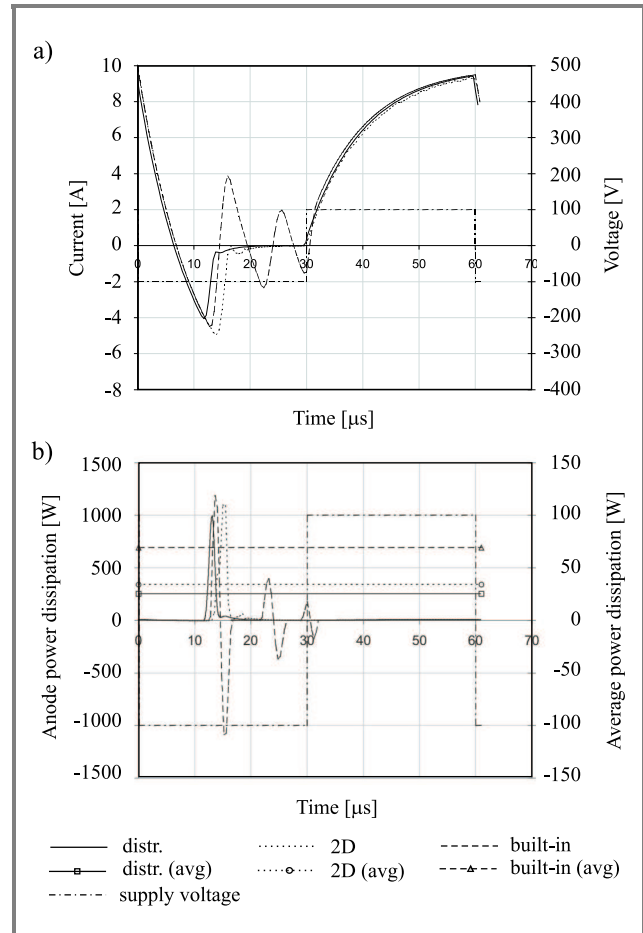 a)
10
8
6
4
2
0
-2
-4
-6
-8
Current [A]
500
400
300
200
100
0
-100
-200
-300
-400
Voltage [V]
0 10 20 30 40 50 60 70
Time [μs]
b)
1500
1000
500
0
-500
-1000
-1500
Anode power dissipation [W]
150
100
50
0
-50
-100
-150
Average power dissipation [W]
0 10 20 30 40 50 60 70
Time [μs]
distr. 2D built-in
distr. (avg) 2D (avg) built-in (avg)
supply voltage